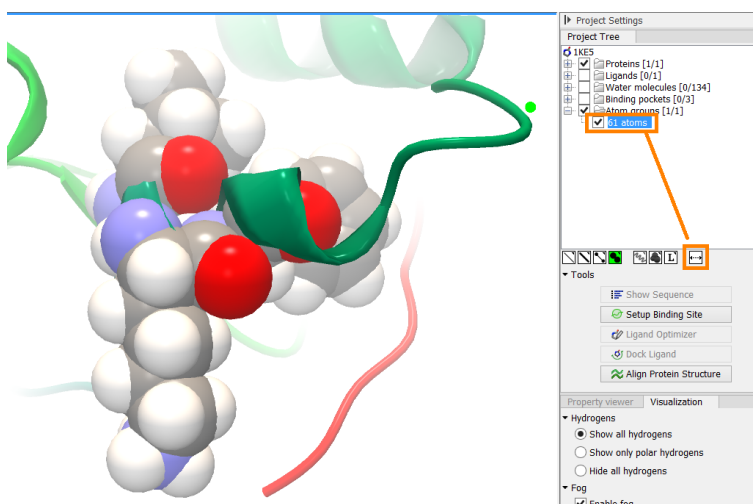 Project Settings
Project Tree
1KE5
Proteins [1/1]
Ligands [0/1]
Water molecules [0/134]
Binding pockets [0/3]
Atom groups [1/1]
61 atoms
L
Tools
Show Sequence
Setup Binding Site
Ligand Optimizer
Dock Ligand
Align Protein Structure
Property viewer Visualization
Hydrogens
Show all hydrogens
Show only polar hydrogens
Hide all hydrogens
Fog
Enable fog